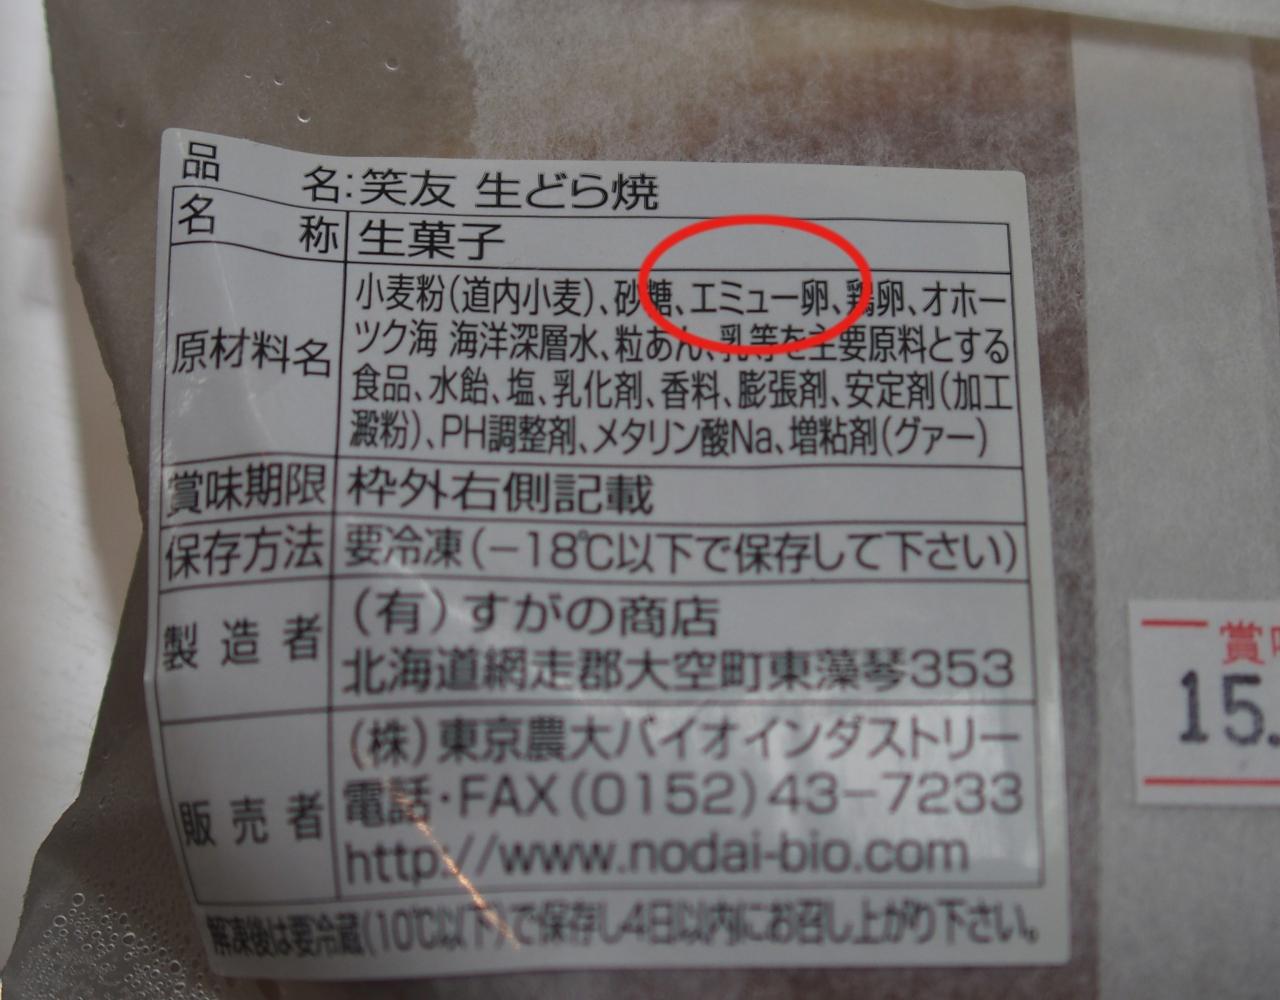 品名:笑友 生どら焼
名称 生菓子
原材料名 小麦粉(道内小麦)、砂糖、エミュー卵、鶏卵、オホー
ツク海 海洋深層水、粒あん、乳等を主要原料とする
食品、水飴、塩、乳化剤、香料、膨張剤、安定剤(加工
澱粉)、PH調整剤、メタリン酸Na、増粘剤(グァー)
賞味期限 枠外右側記載
保存方法 要冷凍(−18℃以下で保存して下さい)
製造者 (有)すがの商店
北海道網走郡大空町東藻琴353
販売者 (株)東京農大バイオインダストリー
電話・FAX(0152)43−7233
http://www.nodai-bio.com
解凍後は要冷蔵(10℃以下)で保存し4日以内にお召し上がり下さい。
賞
15.